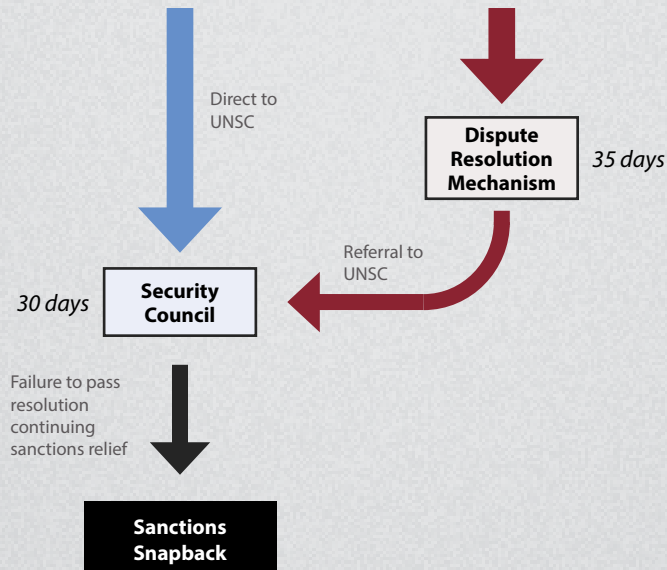 Direct to
UNSC
Dispute
Resolution
Mechanism
35 days
Referral to
UNSC
30 days
Security
Council
Failure to pass
resolution
continuing
sanctions relief
Sanctions
Snapback